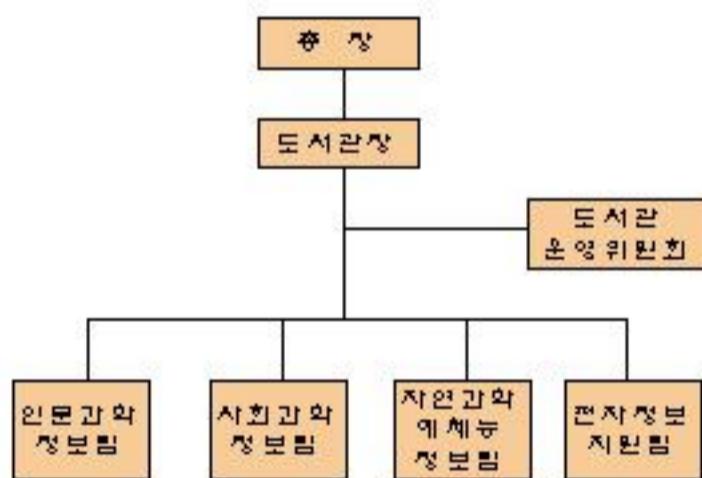 총 장
도서관장
도서관
운영위원회
인문과학
정보팀
사회과학
정보팀
자연과학
예체능
정보팀
전자정보
지원팀